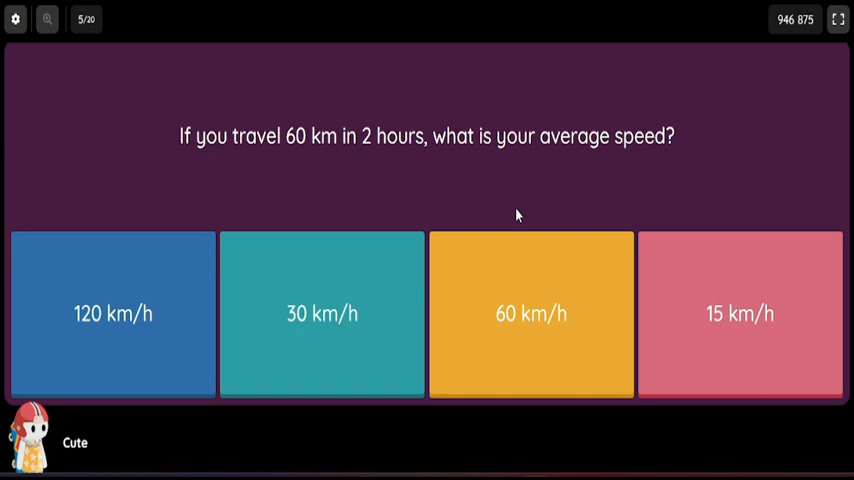 5/20
946 875
If you travel 60 km in 2 hours, what is your average speed?
120 km/h
30 km/h
60 km/h
15 km/h
Cute